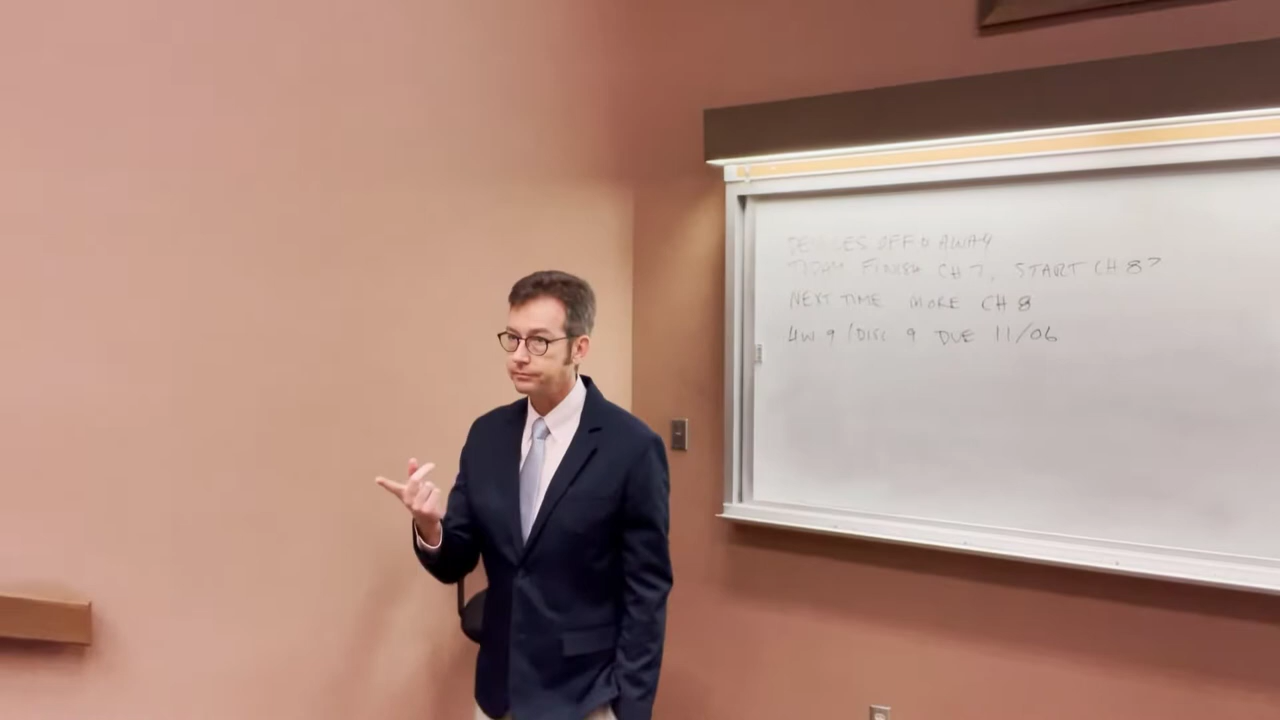 DEVICES OFF & AWAY
TODAY FINISH CH 7, START CH 8?
NEXT TIME MORE CH 8
HW 9 / DISC 9 DUE 11/06